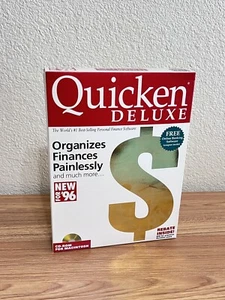 Quicken
DELUXE
The World's #1 Best-Selling Personal Finance Software
Organizes
Finances
Painlessly
and much more...
FREE
NEW
FOR '96
CD-ROM
FOR MACINTOSH
REBATE
INSIDE!